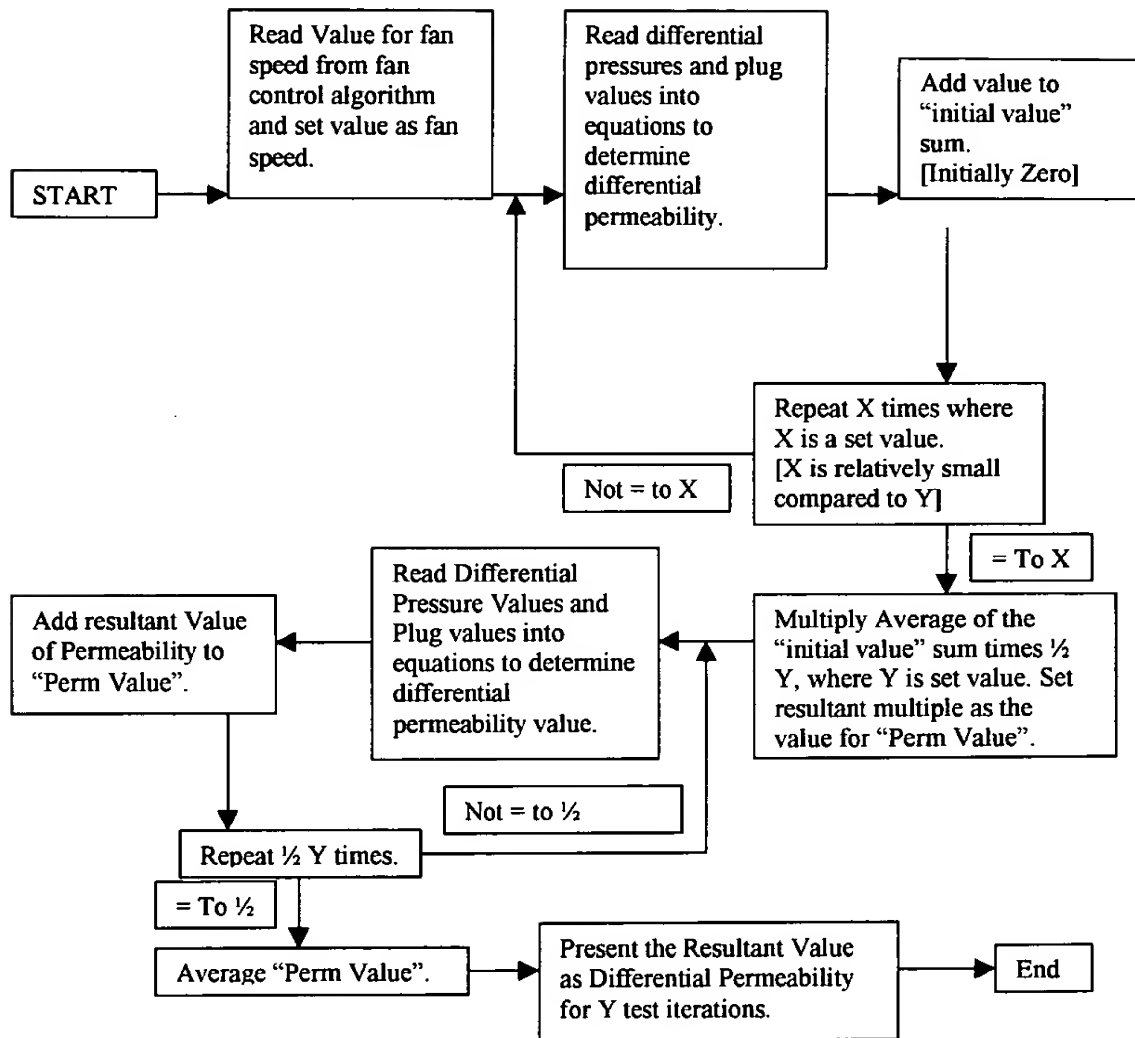 START
Read Value for fan
speed from fan
control algorithm
and set value as fan
speed.
Read differential
pressures and plug
values into
equations to
determine
differential
permeability.
Add value to
“initial value”
sum.
[Initially Zero]
Repeat X times where
X is a set value.
[X is relatively small
compared to Y]
Not = to X
= To X
Multiply Average of the
“initial value” sum times ½
Y, where Y is set value. Set
resultant multiple as the
value for “Perm Value”.
Read Differential
Pressure Values and
Plug values into
equations to determine
differential
permeability value.
Add resultant Value
of Permeability to
“Perm Value”.
Repeat ½ Y times.
Not = to ½
= To ½
Average “Perm Value”.
Present the Resultant Value
as Differential Permeability
for Y test iterations.
End